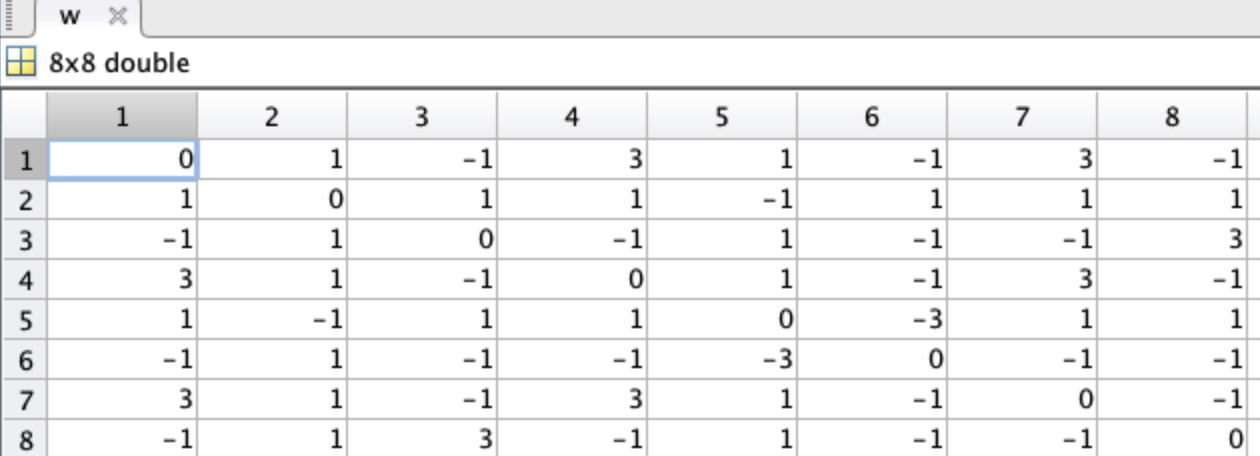 w
8x8 double
1 2 3 4 5 6 7 8
1 0 1 -1 3 1 -1 3 -1
2 1 0 1 1 -1 1 1 1
3 -1 1 0 -1 1 -1 -1 3
4 3 1 -1 0 1 -1 3 -1
5 1 -1 1 1 0 -3 1 1
6 -1 1 -1 -1 -3 0 -1 -1
7 3 1 -1 3 1 -1 0 -1
8 -1 1 3 -1 1 -1 -1 0